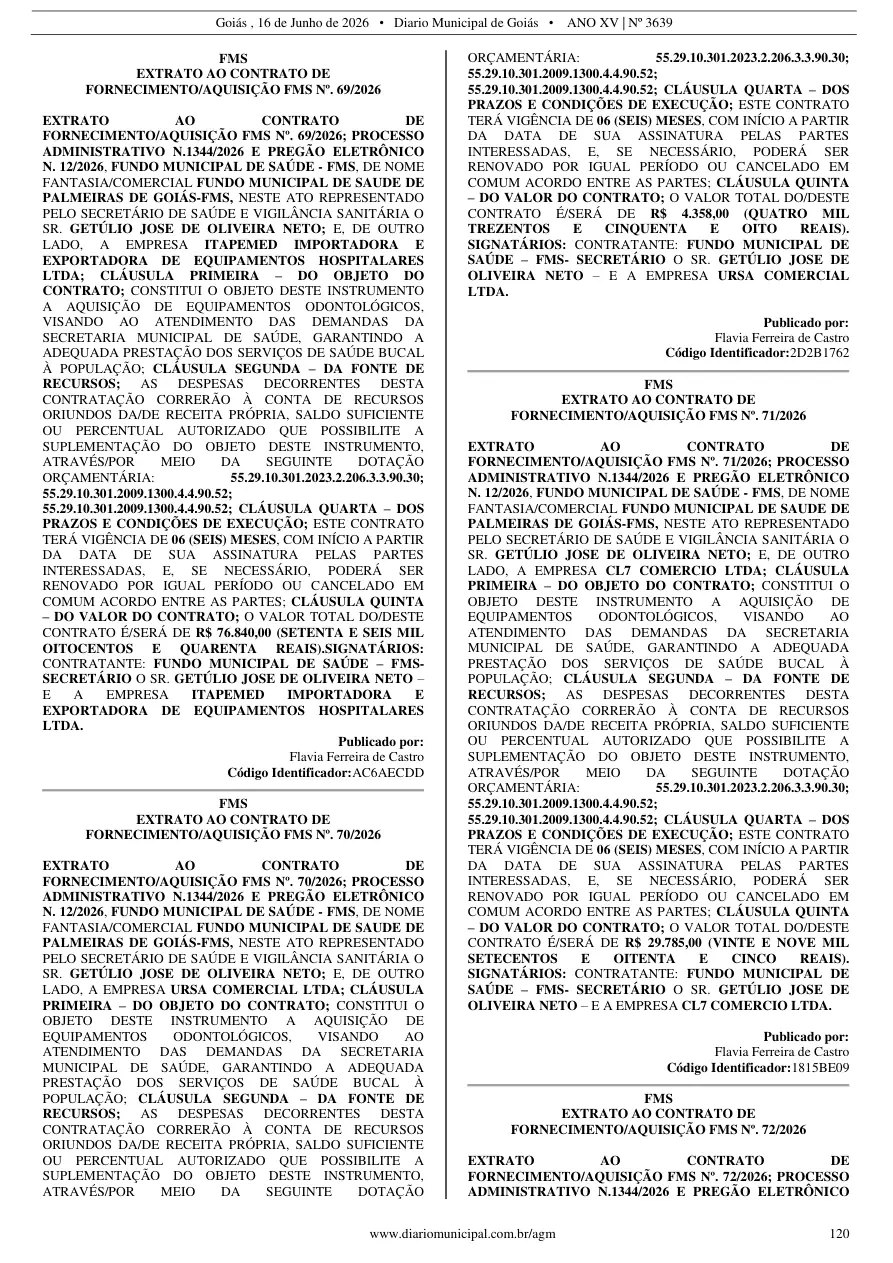 Goiás , 16 de Junho de 2026 • Diario Municipal de Goiás • ANO XV | Nº 3639
FMS
EXTRATO AO CONTRATO DE
FORNECIMENTO/AQUISIÇÃO FMS Nº. 69/2026
EXTRATO AO CONTRATO DE
FORNECIMENTO/AQUISIÇÃO FMS Nº. 69/2026; PROCESSO
ADMINISTRATIVO N.1344/2026 E PREGÃO ELETRÔNICO
N. 12/2026, FUNDO MUNICIPAL DE SAÚDE - FMS, DE NOME
FANTASIA/COMERCIAL FUNDO MUNICIPAL DE SAUDE DE
PALMEIRAS DE GOIÁS-FMS, NESTE ATO REPRESENTADO
PELO SECRETÁRIO DE SAÚDE E VIGILÂNCIA SANITÁRIA O
SR. GETÚLIO JOSE DE OLIVEIRA NETO; E, DE OUTRO
LADO, A EMPRESA ITAPEMED IMPORTADORA E
EXPORTADORA DE EQUIPAMENTOS HOSPITALARES
LTDA; CLÁUSULA PRIMEIRA – DO OBJETO DO
CONTRATO; CONSTITUI O OBJETO DESTE INSTRUMENTO
A AQUISIÇÃO DE EQUIPAMENTOS ODONTOLÓGICOS,
VISANDO AO ATENDIMENTO DAS DEMANDAS DA
SECRETARIA MUNICIPAL DE SAÚDE, GARANTINDO A
ADEQUADA PRESTAÇÃO DOS SERVIÇOS DE SAÚDE BUCAL
À POPULAÇÃO; CLÁUSULA SEGUNDA – DA FONTE DE
RECURSOS; AS DESPESAS DECORRENTES DESTA
CONTRATAÇÃO CORRERÃO À CONTA DE RECURSOS
ORIUNDOS DA/DE RECEITA PRÓPRIA, SALDO SUFICIENTE
OU PERCENTUAL AUTORIZADO QUE POSSIBILITE A
SUPLEMENTAÇÃO DO OBJETO DESTE INSTRUMENTO,
ATRAVÉS/POR MEIO DA SEGUINTE DOTAÇÃO
ORÇAMENTÁRIA: 55.29.10.301.2023.2.206.3.3.90.30;
55.29.10.301.2009.1300.4.4.90.52;
55.29.10.301.2009.1300.4.4.90.52; CLÁUSULA QUARTA – DOS
PRAZOS E CONDIÇÕES DE EXECUÇÃO; ESTE CONTRATO
TERÁ VIGÊNCIA DE 06 (SEIS) MESES, COM INÍCIO A PARTIR
DA DATA DE SUA ASSINATURA PELAS PARTES
INTERESSADAS, E, SE NECESSÁRIO, PODERÁ SER
RENOVADO POR IGUAL PERÍODO OU CANCELADO EM
COMUM ACORDO ENTRE AS PARTES; CLÁUSULA QUINTA
– DO VALOR DO CONTRATO; O VALOR TOTAL DO/DESTE
CONTRATO É/SERÁ DE R$ 76.840,00 (SETENTA E SEIS MIL
OITOCENTOS E QUARENTA REAIS).SIGNATÁRIOS:
CONTRATANTE: FUNDO MUNICIPAL DE SAÚDE – FMS-
SECRETÁRIO O SR. GETÚLIO JOSE DE OLIVEIRA NETO –
E A EMPRESA ITAPEMED IMPORTADORA E
EXPORTADORA DE EQUIPAMENTOS HOSPITALARES
LTDA.
Publicado por:
Flavia Ferreira de Castro
Código Identificador:AC6AECDD
FMS
EXTRATO AO CONTRATO DE
FORNECIMENTO/AQUISIÇÃO FMS Nº. 70/2026
EXTRATO AO CONTRATO DE
FORNECIMENTO/AQUISIÇÃO FMS Nº. 70/2026; PROCESSO
ADMINISTRATIVO N.1344/2026 E PREGÃO ELETRÔNICO
N. 12/2026, FUNDO MUNICIPAL DE SAÚDE - FMS, DE NOME
FANTASIA/COMERCIAL FUNDO MUNICIPAL DE SAUDE DE
PALMEIRAS DE GOIÁS-FMS, NESTE ATO REPRESENTADO
PELO SECRETÁRIO DE SAÚDE E VIGILÂNCIA SANITÁRIA O
SR. GETÚLIO JOSE DE OLIVEIRA NETO; E, DE OUTRO
LADO, A EMPRESA URSA COMERCIAL LTDA; CLÁUSULA
PRIMEIRA – DO OBJETO DO CONTRATO; CONSTITUI O
OBJETO DESTE INSTRUMENTO A AQUISIÇÃO DE
EQUIPAMENTOS ODONTOLÓGICOS, VISANDO AO
ATENDIMENTO DAS DEMANDAS DA SECRETARIA
MUNICIPAL DE SAÚDE, GARANTINDO A ADEQUADA
PRESTAÇÃO DOS SERVIÇOS DE SAÚDE BUCAL À
POPULAÇÃO; CLÁUSULA SEGUNDA – DA FONTE DE
RECURSOS; AS DESPESAS DECORRENTES DESTA
CONTRATAÇÃO CORRERÃO À CONTA DE RECURSOS
ORIUNDOS DA/DE RECEITA PRÓPRIA, SALDO SUFICIENTE
OU PERCENTUAL AUTORIZADO QUE POSSIBILITE A
SUPLEMENTAÇÃO DO OBJETO DESTE INSTRUMENTO,
ATRAVÉS/POR MEIO DA SEGUINTE DOTAÇÃO
ORÇAMENTÁRIA: 55.29.10.301.2023.2.206.3.3.90.30;
55.29.10.301.2009.1300.4.4.90.52;
55.29.10.301.2009.1300.4.4.90.52; CLÁUSULA QUARTA – DOS
PRAZOS E CONDIÇÕES DE EXECUÇÃO; ESTE CONTRATO
TERÁ VIGÊNCIA DE 06 (SEIS) MESES, COM INÍCIO A PARTIR
DA DATA DE SUA ASSINATURA PELAS PARTES
INTERESSADAS, E, SE NECESSÁRIO, PODERÁ SER
RENOVADO POR IGUAL PERÍODO OU CANCELADO EM
COMUM ACORDO ENTRE AS PARTES; CLÁUSULA QUINTA
– DO VALOR DO CONTRATO; O VALOR TOTAL DO/DESTE
CONTRATO É/SERÁ DE R$ 4.358,00 (QUATRO MIL
TREZENTOS E CINQUENTA E OITO REAIS).
SIGNATÁRIOS: CONTRATANTE: FUNDO MUNICIPAL DE
SAÚDE – FMS- SECRETÁRIO O SR. GETÚLIO JOSE DE
OLIVEIRA NETO – E A EMPRESA URSA COMERCIAL
LTDA.
Publicado por:
Flavia Ferreira de Castro
Código Identificador:2D2B1762
FMS
EXTRATO AO CONTRATO DE
FORNECIMENTO/AQUISIÇÃO FMS Nº. 71/2026
EXTRATO AO CONTRATO DE
FORNECIMENTO/AQUISIÇÃO FMS Nº. 71/2026; PROCESSO
ADMINISTRATIVO N.1344/2026 E PREGÃO ELETRÔNICO
N. 12/2026, FUNDO MUNICIPAL DE SAÚDE - FMS, DE NOME
FANTASIA/COMERCIAL FUNDO MUNICIPAL DE SAUDE DE
PALMEIRAS DE GOIÁS-FMS, NESTE ATO REPRESENTADO
PELO SECRETÁRIO DE SAÚDE E VIGILÂNCIA SANITÁRIA O
SR. GETÚLIO JOSE DE OLIVEIRA NETO; E, DE OUTRO
LADO, A EMPRESA CL7 COMERCIO LTDA; CLÁUSULA
PRIMEIRA – DO OBJETO DO CONTRATO; CONSTITUI O
OBJETO DESTE INSTRUMENTO A AQUISIÇÃO DE
EQUIPAMENTOS ODONTOLÓGICOS, VISANDO AO
ATENDIMENTO DAS DEMANDAS DA SECRETARIA
MUNICIPAL DE SAÚDE, GARANTINDO A ADEQUADA
PRESTAÇÃO DOS SERVIÇOS DE SAÚDE BUCAL À
POPULAÇÃO; CLÁUSULA SEGUNDA – DA FONTE DE
RECURSOS; AS DESPESAS DECORRENTES DESTA
CONTRATAÇÃO CORRERÃO À CONTA DE RECURSOS
ORIUNDOS DA/DE RECEITA PRÓPRIA, SALDO SUFICIENTE
OU PERCENTUAL AUTORIZADO QUE POSSIBILITE A
SUPLEMENTAÇÃO DO OBJETO DESTE INSTRUMENTO,
ATRAVÉS/POR MEIO DA SEGUINTE DOTAÇÃO
ORÇAMENTÁRIA: 55.29.10.301.2023.2.206.3.3.90.30;
55.29.10.301.2009.1300.4.4.90.52;
55.29.10.301.2009.1300.4.4.90.52; CLÁUSULA QUARTA – DOS
PRAZOS E CONDIÇÕES DE EXECUÇÃO; ESTE CONTRATO
TERÁ VIGÊNCIA DE 06 (SEIS) MESES, COM INÍCIO A PARTIR
DA DATA DE SUA ASSINATURA PELAS PARTES
INTERESSADAS, E, SE NECESSÁRIO, PODERÁ SER
RENOVADO POR IGUAL PERÍODO OU CANCELADO EM
COMUM ACORDO ENTRE AS PARTES; CLÁUSULA QUINTA
– DO VALOR DO CONTRATO; O VALOR TOTAL DO/DESTE
CONTRATO É/SERÁ DE R$ 29.785,00 (VINTE E NOVE MIL
SETECENTOS E OITENTA E CINCO REAIS).
SIGNATÁRIOS: CONTRATANTE: FUNDO MUNICIPAL DE
SAÚDE – FMS- SECRETÁRIO O SR. GETÚLIO JOSE DE
OLIVEIRA NETO – E A EMPRESA CL7 COMERCIO LTDA.
Publicado por:
Flavia Ferreira de Castro
Código Identificador:1815BE09
FMS
EXTRATO AO CONTRATO DE
FORNECIMENTO/AQUISIÇÃO FMS Nº. 72/2026
EXTRATO AO CONTRATO DE
FORNECIMENTO/AQUISIÇÃO FMS Nº. 72/2026; PROCESSO
ADMINISTRATIVO N.1344/2026 E PREGÃO ELETRÔNICO
www.diariomunicipal.com.br/agm 120